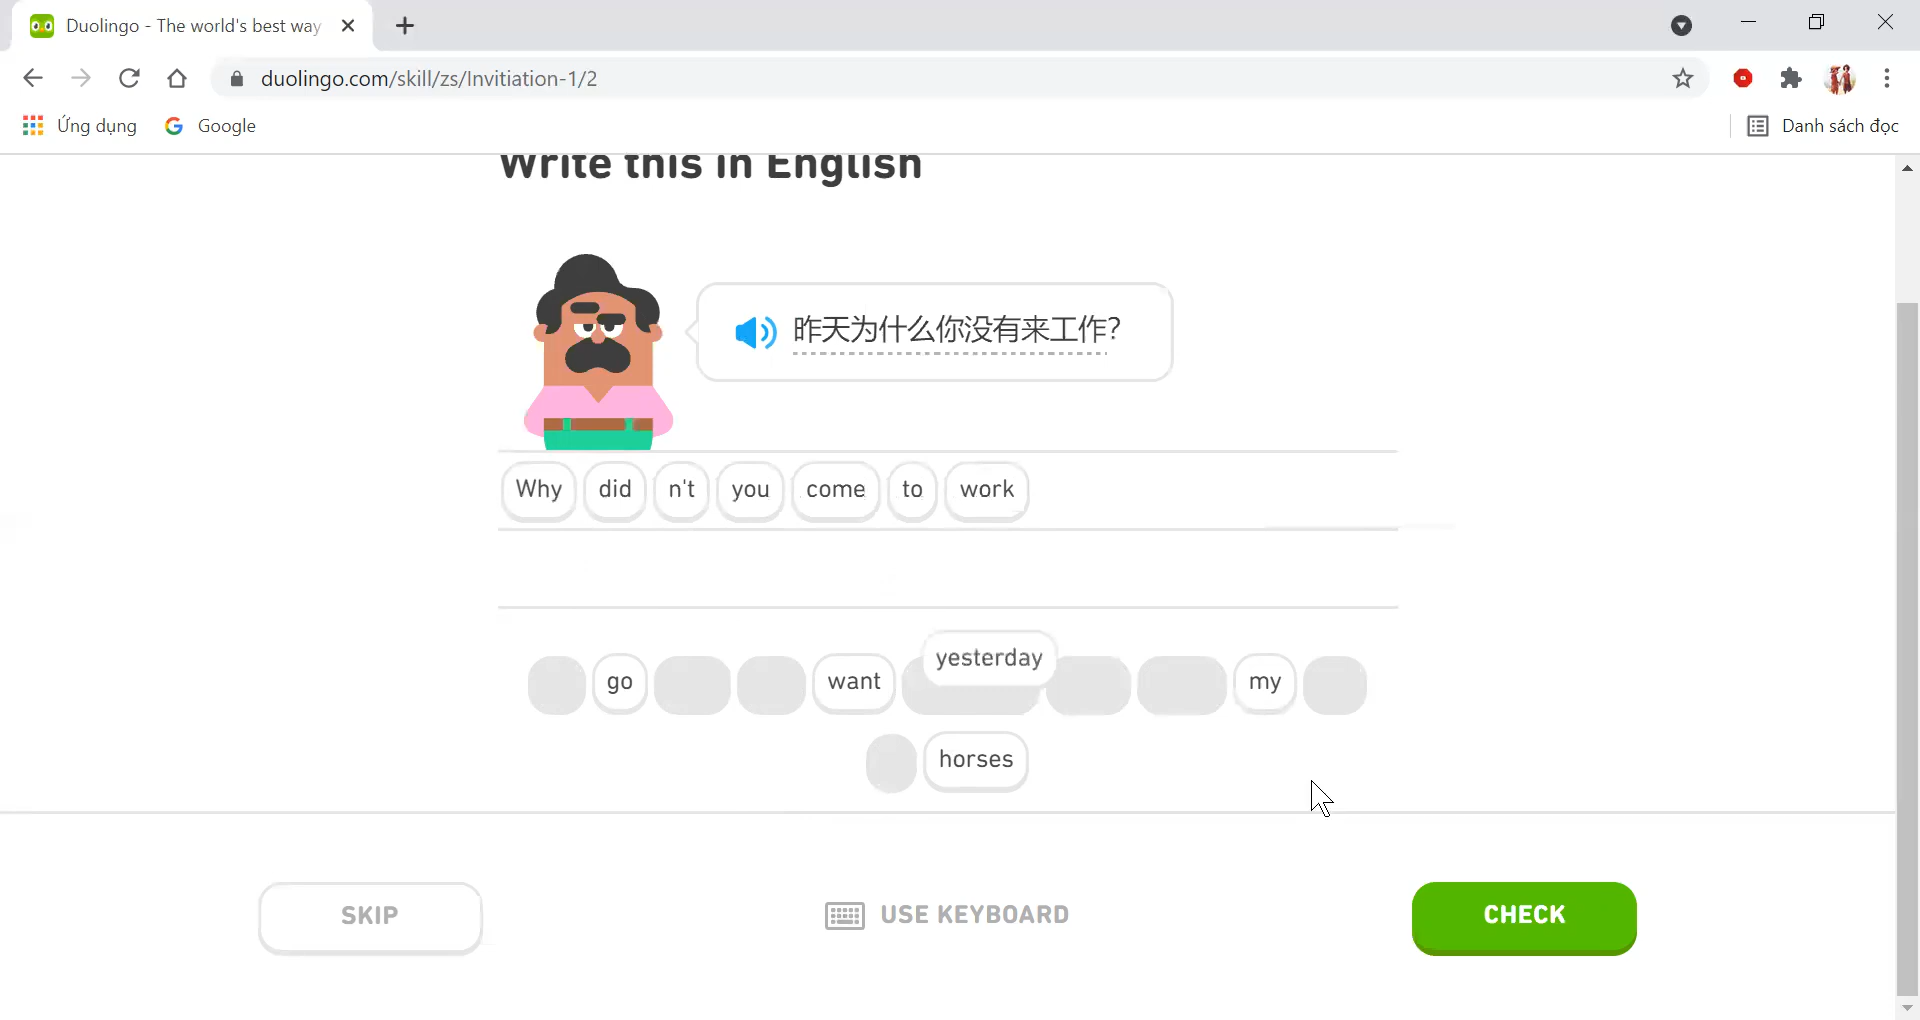 Duolingo - The world's best way
duolingo.com/skill/zs/Invitiation-1/2
Ứng dụng Google Danh sách đọc
Write this in English
昨天为什么你没有来工作?
Why did n't you come to work
yesterday
go want my
horses
SKIP USE KEYBOARD CHECK